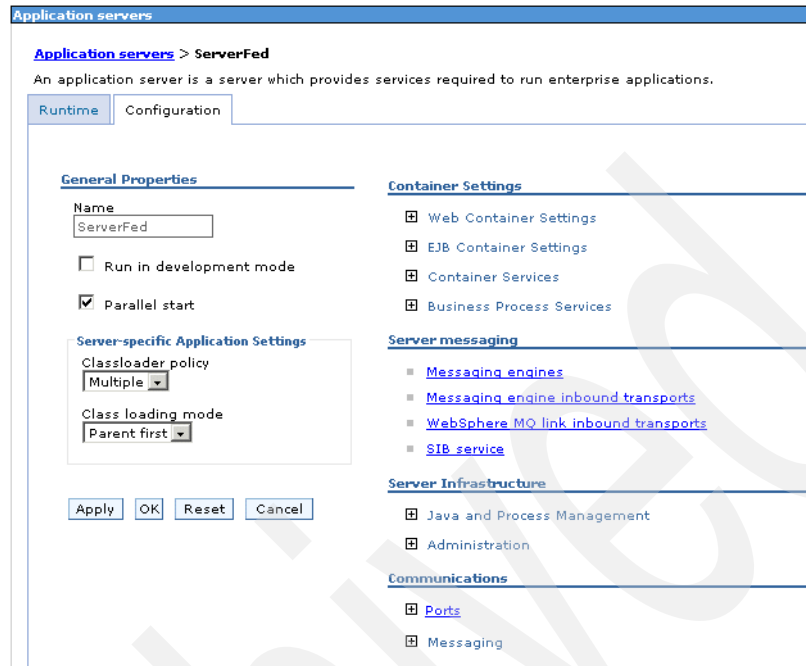 Application servers
Application servers > ServerFed
An application server is a server which provides services required to run enterprise applications.
Runtime
Configuration
General Properties
Name
ServerFed
Run in development mode
Parallel start
Server-specific Application Settings
Classloader policy
Multiple
Class loading mode
Parent first
Apply
OK
Reset
Cancel
Container Settings
Web Container Settings
EJB Container Settings
Container Services
Business Process Services
Server messaging
Messaging engines
Messaging engine inbound transports
WebSphere MQ link inbound transports
SIB service
Server Infrastructure
Java and Process Management
Administration
Communications
Ports
Messaging